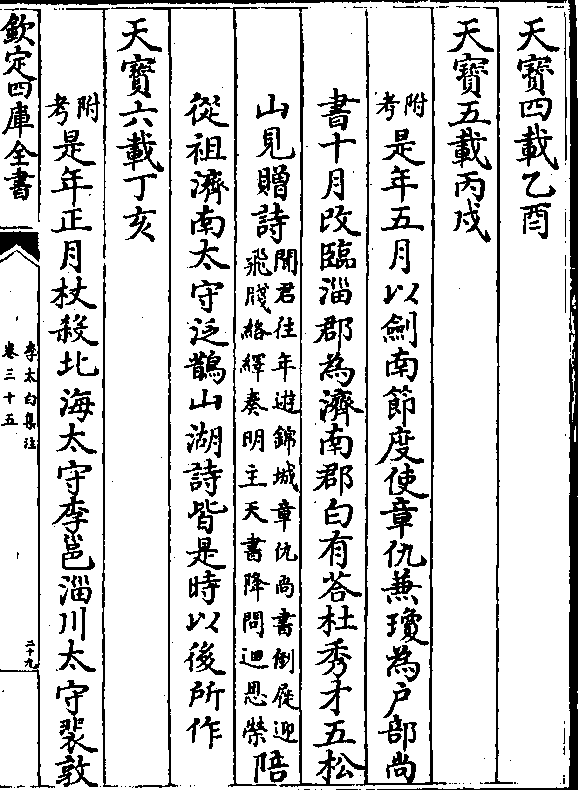 天寳四載乙酉
天寳五載丙戌
附考是年五月以劍南節度使章仇兼瓊為户部尚
書十月改臨淄郡為濟南郡白有荅杜秀才五松
山見贈詩聞君往年遊錦城章仇尚書倒屐迎飛牋絡繹奏明主天書降問迴恩榮陪
從祖濟南太守泛鵲山湖詩皆是時以後所作
天寳六載丁亥
附考是年正月杖殺北海太守李邕淄川太守裴敦
欽定四庫全書
李太白集注
卷三十五
二十九